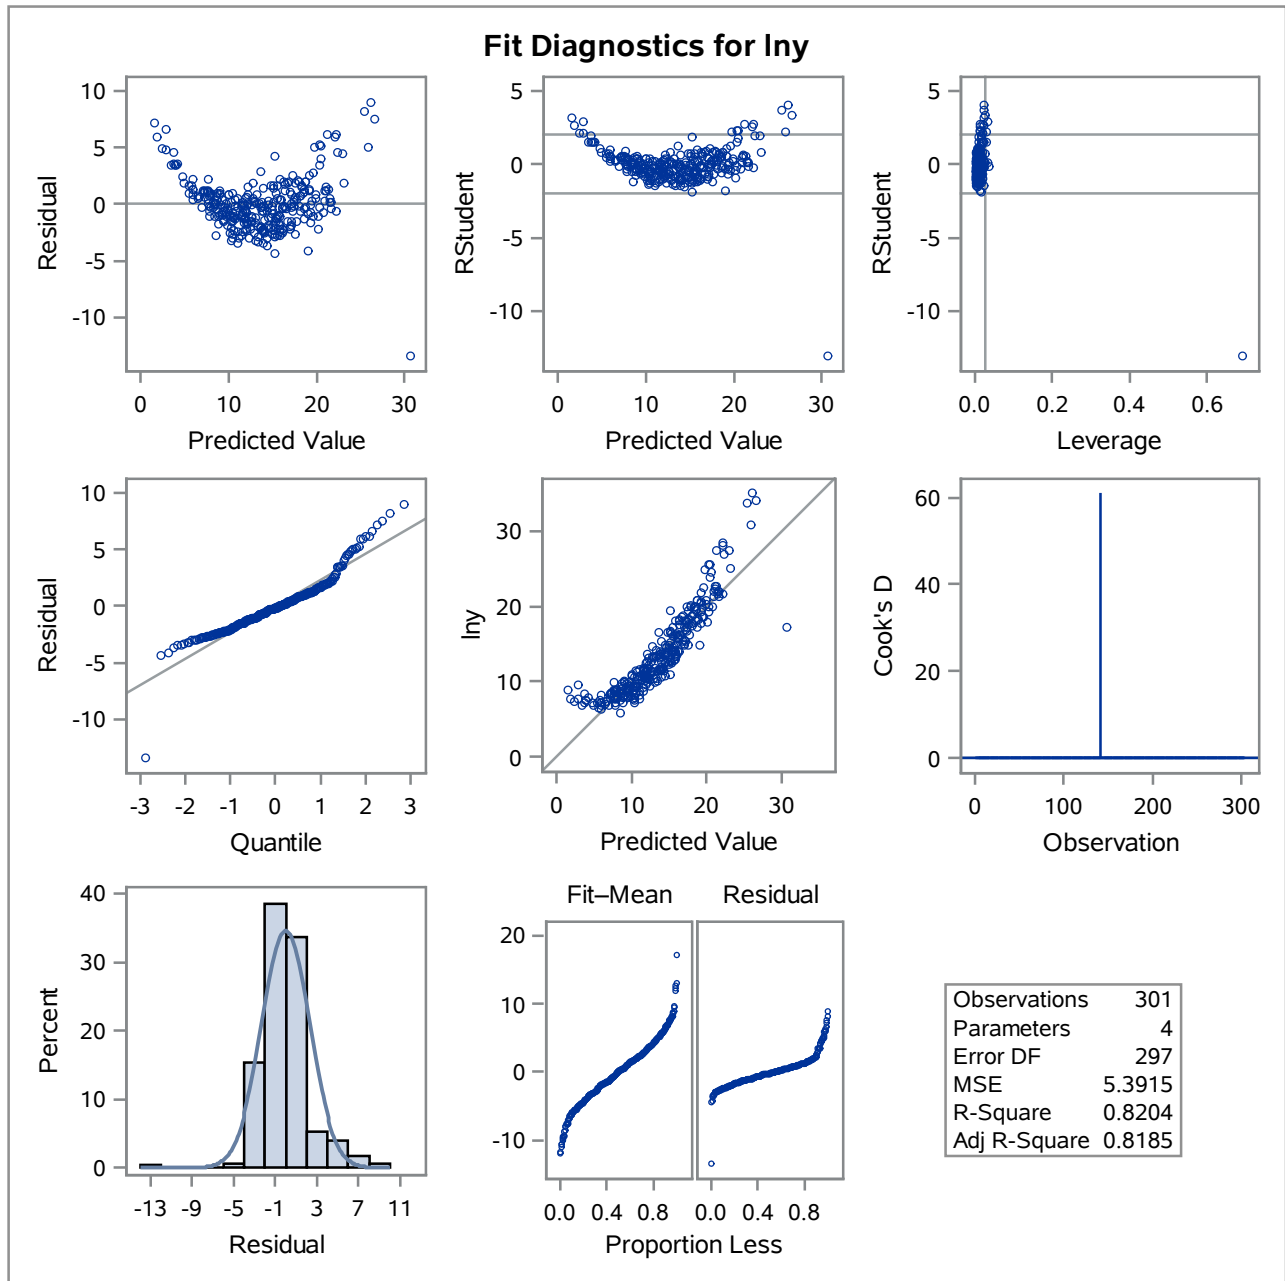 Fit Diagnostics for lny
10
5
0
-5
-10
Residual
0 10 20 30
Predicted Value
5
0
-5
-10
RStudent
0 10 20 30
Predicted Value
5
0
-5
-10
RStudent
0.0 0.2 0.4 0.6
Leverage
10
5
0
-5
-10
Residual
-3 -2 -1 0 1 2 3
Quantile
30
20
10
0
lny
0 10 20 30
Predicted Value
60
40
20
0
Cook's D
0 100 200 300
Observation
40
30
20
10
0
Percent
-13 -9 -5 -1 3 7 11
Residual
Fit–Mean Residual
20
10
0
-10
0.0 0.4 0.8 0.0 0.4 0.8
Proportion Less
Observations 301
Parameters 4
Error DF 297
MSE 5.3915
R-Square 0.8204
Adj R-Square 0.8185